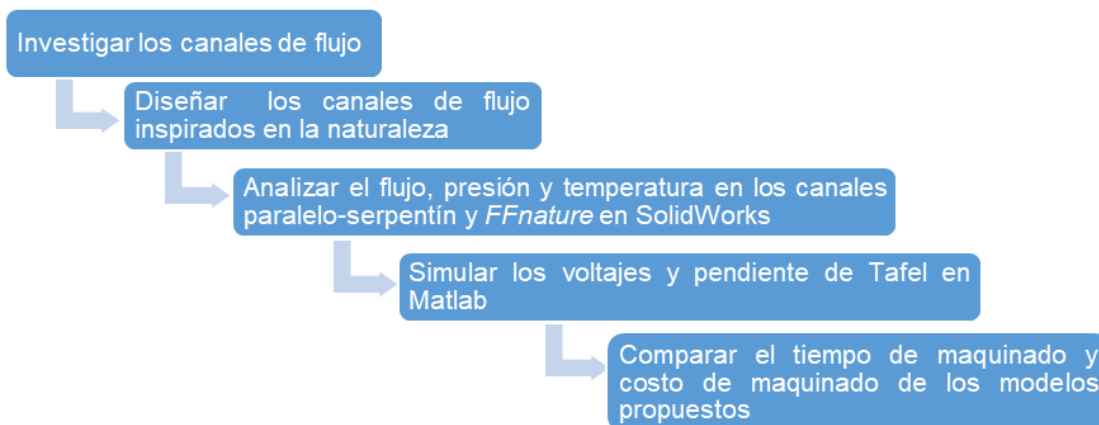 Investigar los canales de flujo
Diseñar los canales de flujo
inspirados en la naturaleza
Analizar el flujo, presión y temperatura en los canales
paralelo-serpentín y FFnature en SolidWorks
Simular los voltajes y pendiente de Tafel en
Matlab
Comparar el tiempo de maquinado y
costo de maquinado de los modelos
propuestos